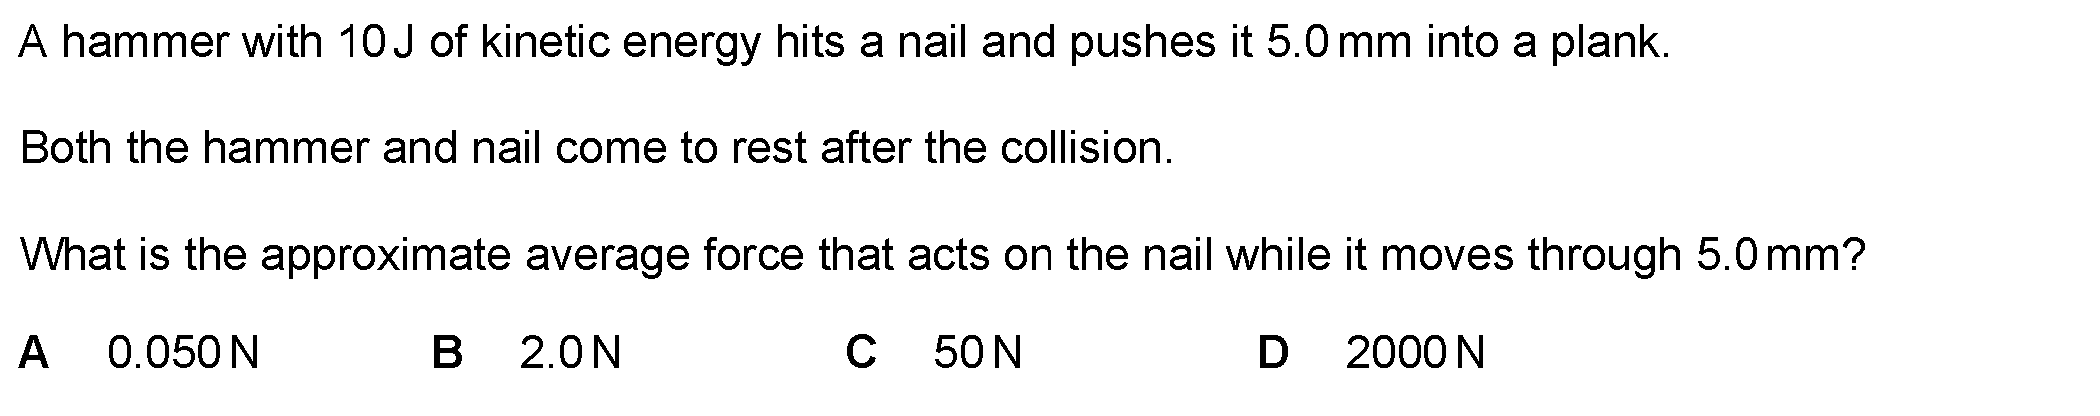 A hammer with 10 J of kinetic energy hits a nail and pushes it 5.0 mm into a plank.
Both the hammer and nail come to rest after the collision.
What is the approximate average force that acts on the nail while it moves through 5.0 mm?
A 0.050 N B 2.0 N C 50 N D 2000 N